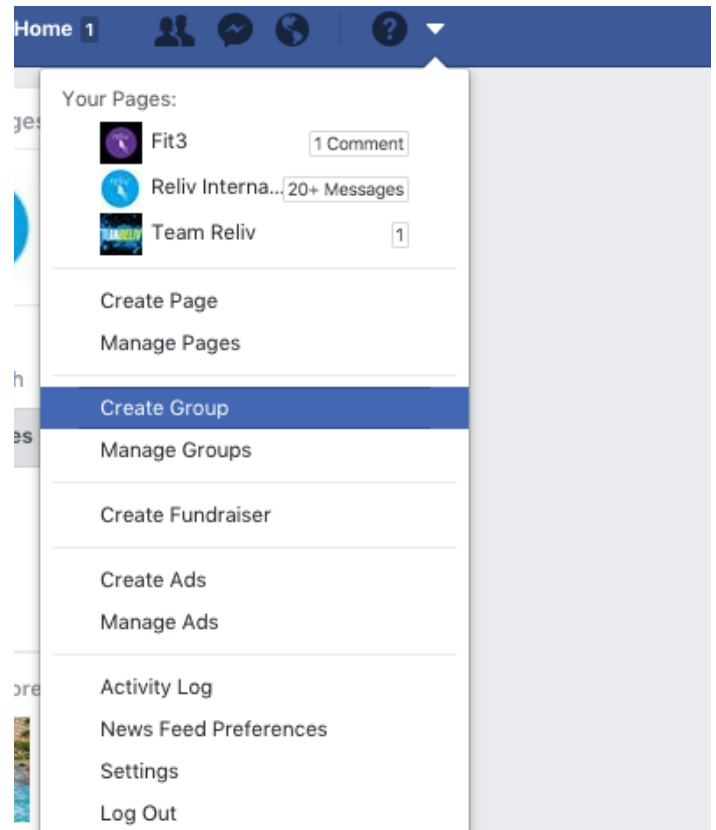 Home 1
Your Pages:
Fit3 1 Comment
Reliv Interna... 20+ Messages
Team Reliv 1
Create Page
Manage Pages
Create Group
Manage Groups
Create Fundraiser
Create Ads
Manage Ads
Activity Log
News Feed Preferences
Settings
Log Out